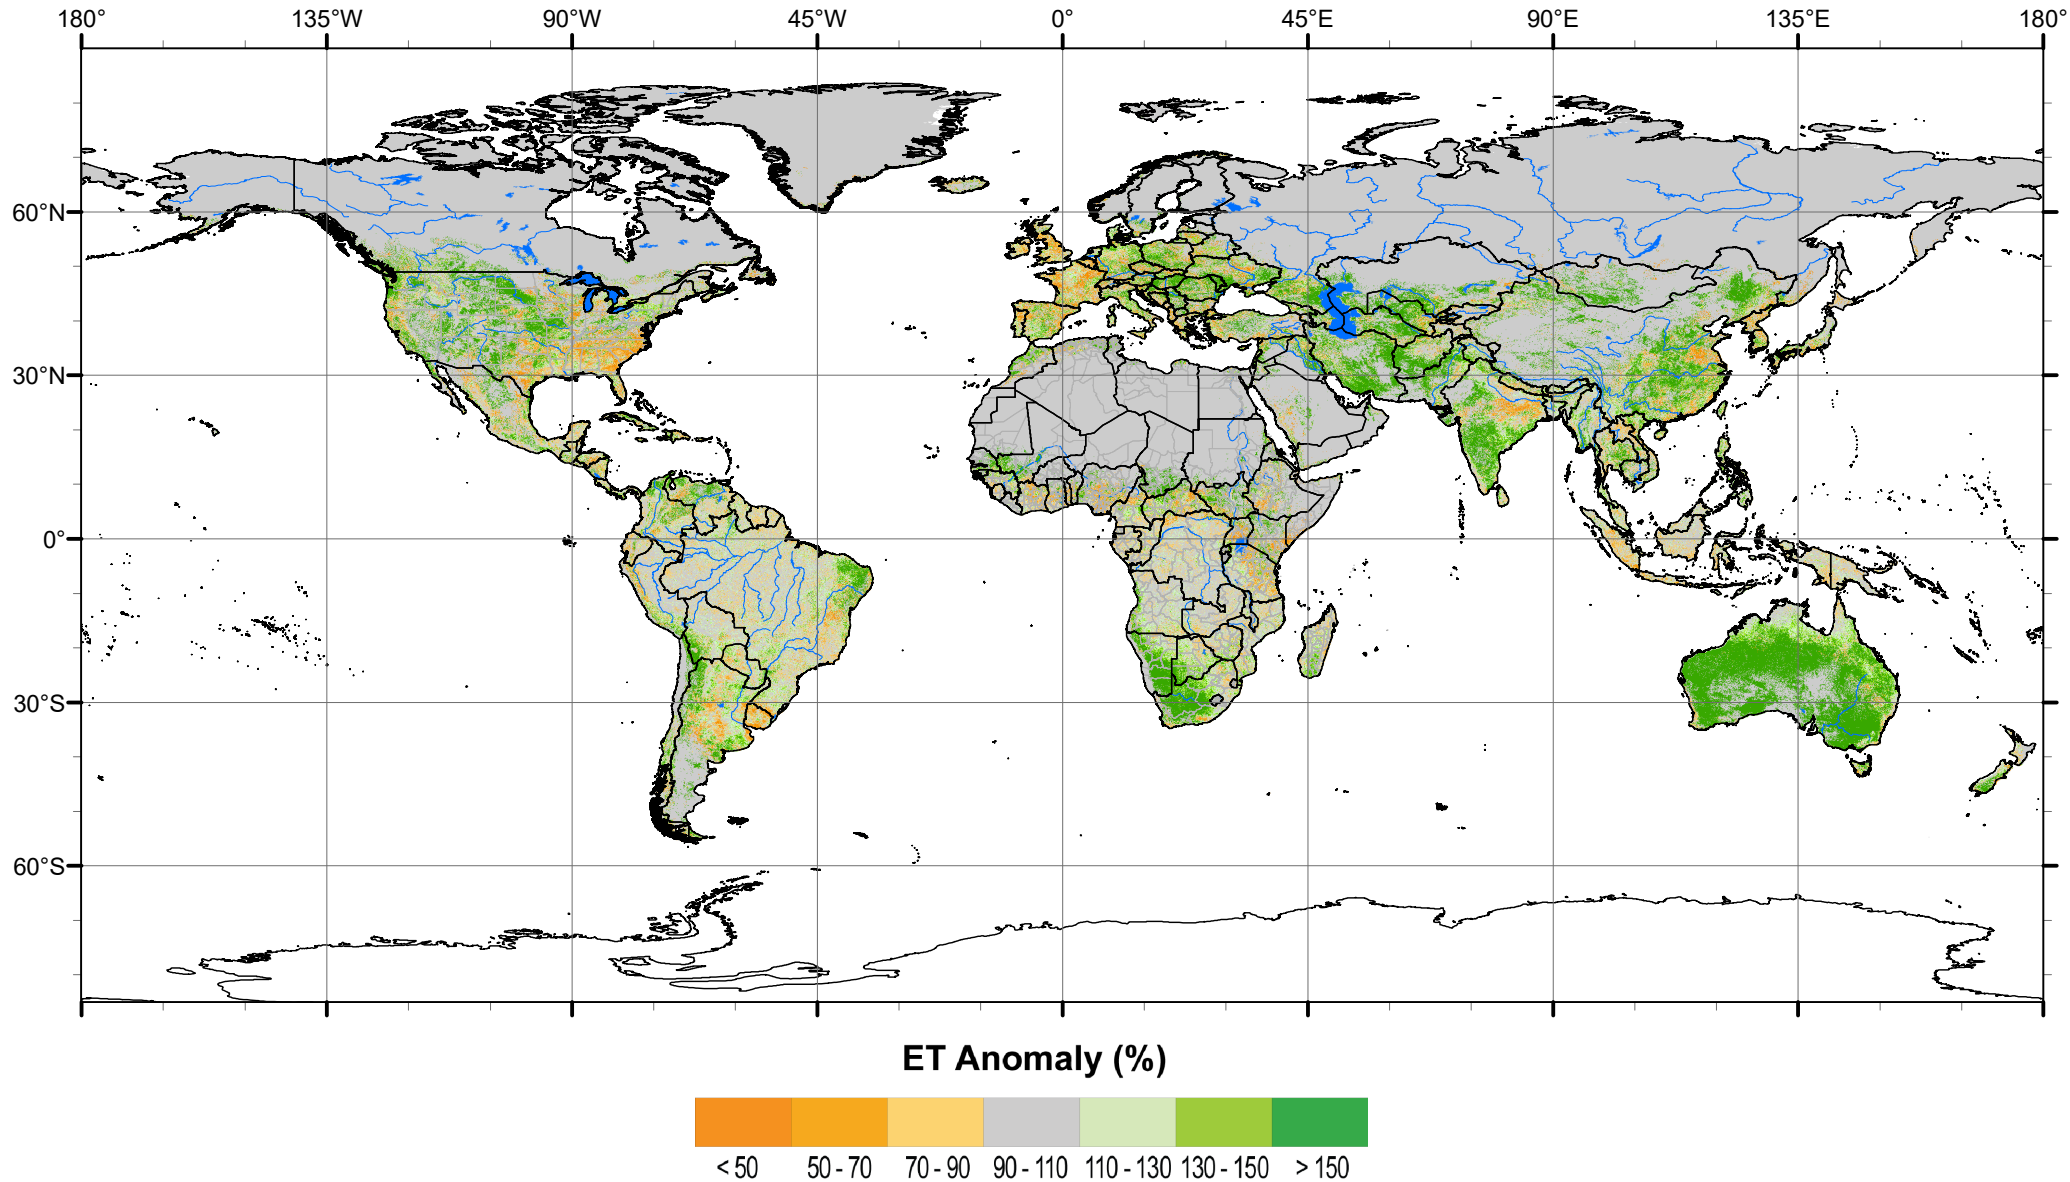 180° 135°W 90°W 45°W 0° 45°E 90°E 135°E 180°
60°N
30°N
0°
30°S
60°S
ET Anomaly (%)
< 50 50 - 70 70 - 90 90 - 110 110 - 130 130 - 150 > 150